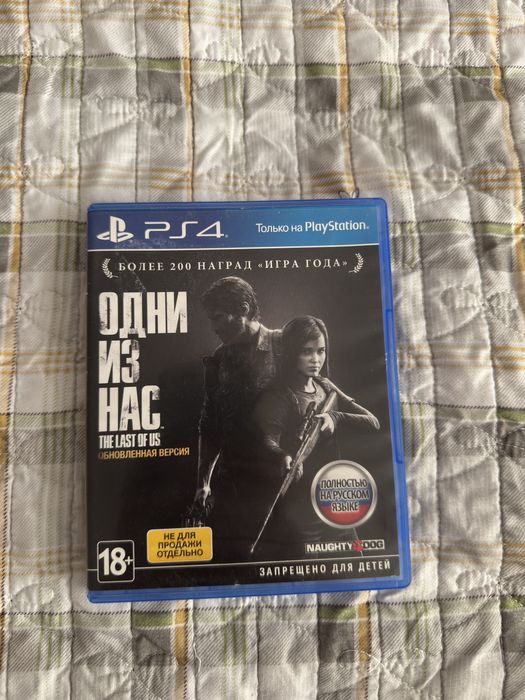 PS4
Только на PlayStation®
БОЛЕЕ 200 НАГРАД «ИГРА ГОДА»
ОДНИ
ИЗ
НАС
THE LAST OF US
ОБНОВЛЕННАЯ ВЕРСИЯ
ПОЛНОСТЬЮ
НА РУССКОМ
ЯЗЫКЕ
НЕ ДЛЯ
ПРОДАЖИ
ОТДЕЛЬНО
NAUGHTY DOG
18+
ЗАПРЕЩЕНО ДЛЯ ДЕТЕЙ